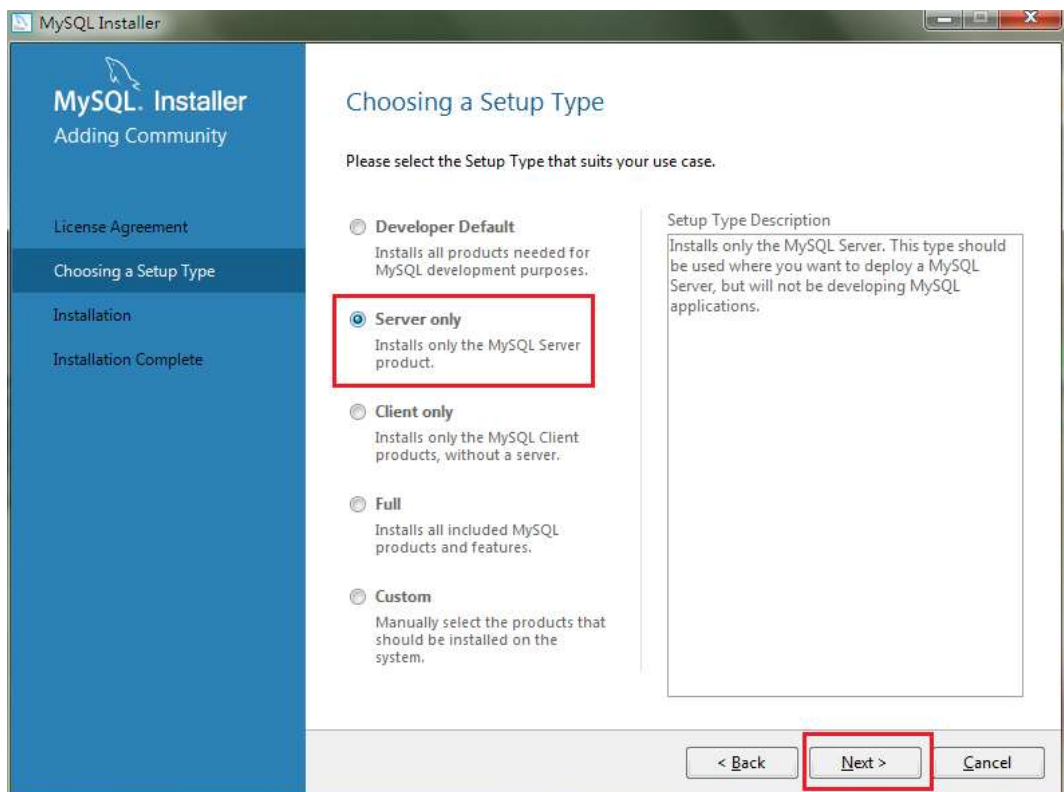 MySQL Installer
MySQL. Installer
Adding Community
License Agreement
Choosing a Setup Type
Installation
Installation Complete
Choosing a Setup Type
Please select the Setup Type that suits your use case.
Developer Default
Installs all products needed for
MySQL development purposes.
Server only
Installs only the MySQL Server
product.
Client only
Installs only the MySQL Client
products, without a server.
Full
Installs all included MySQL
products and features.
Custom
Manually select the products that
should be installed on the
system.
Setup Type Description
Installs only the MySQL Server. This type should
be used where you want to deploy a MySQL
Server, but will not be developing MySQL
applications.
< Back
Next >
Cancel